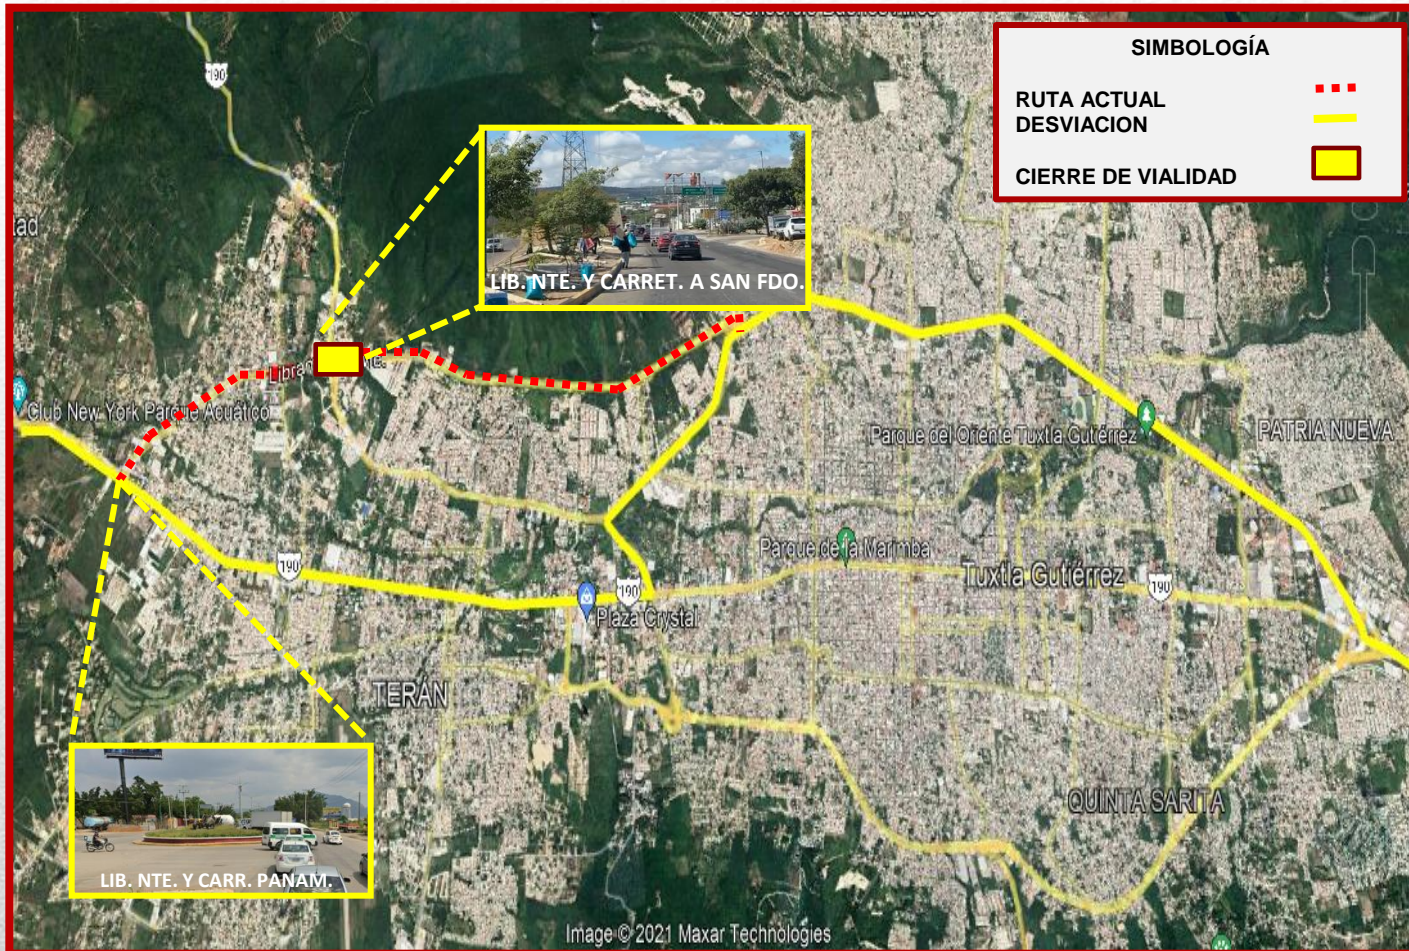 SIMBOLOGÍA
RUTA ACTUAL
DESVIACION
CIERRE DE VIALIDAD
190
LIB. NTE. Y CARRET. A SAN FDO.
Club New York Parque Acuático
Parque del Oriente Tuxtla Gutiérrez
PATRIA NUEVA
190
190
Parque de la Marimba
Tuxtla Gutiérrez
190
Plaza Crystal
TERÁN
QUINTA SARITA
LIB. NTE. Y CARR. PANAM.
Image © 2021 Maxar Technologies